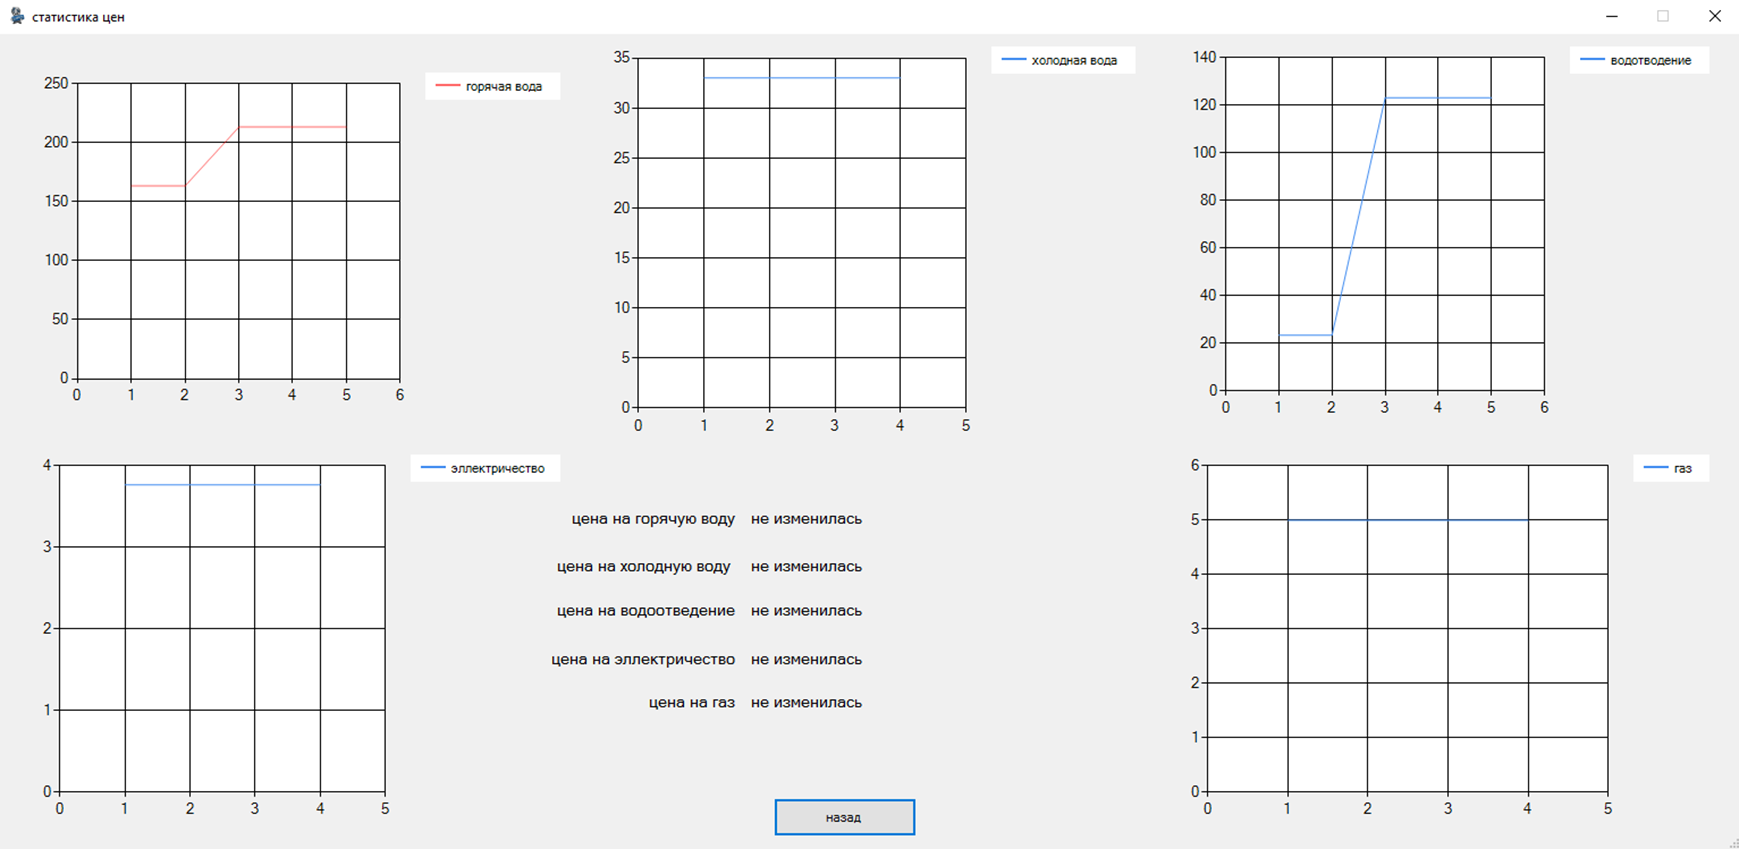 статистика цен
250
200
150
100
50
0
0 1 2 3 4 5 6
горячая вода
35
30
25
20
15
10
5
0
0 1 2 3 4 5
холодная вода
140
120
100
80
60
40
20
0
0 1 2 3 4 5 6
водотводение
4
3
2
1
0
0 1 2 3 4 5
эллектричество
цена на горячую воду не изменилась
цена на холодную воду не изменилась
цена на водоотведение не изменилась
цена на эллектричество не изменилась
цена на газ не изменилась
назад
6
5
4
3
2
1
0
0 1 2 3 4 5
газ